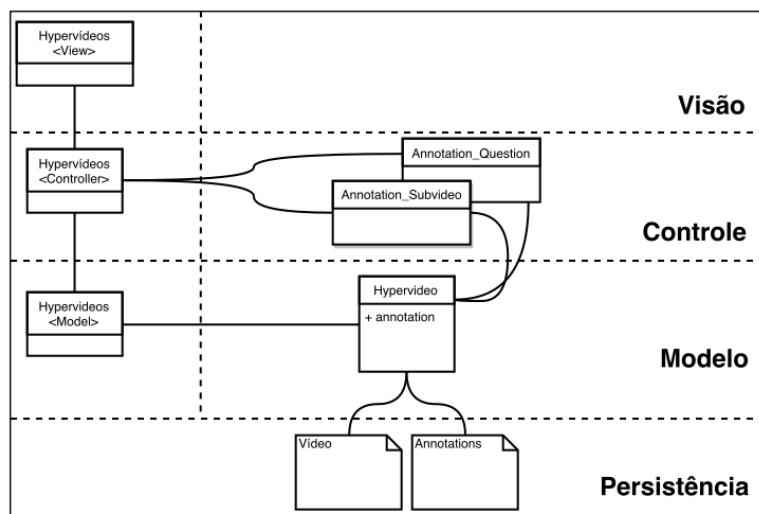 Hypervídeos
<View>
Visão
Hypervídeos
<Controller>
Annotation_Question
Annotation_Subvideo
Controle
Hypervideos
<Model>
Hypervideo
+ annotation
Modelo
Vídeo
Annotations
Persistência